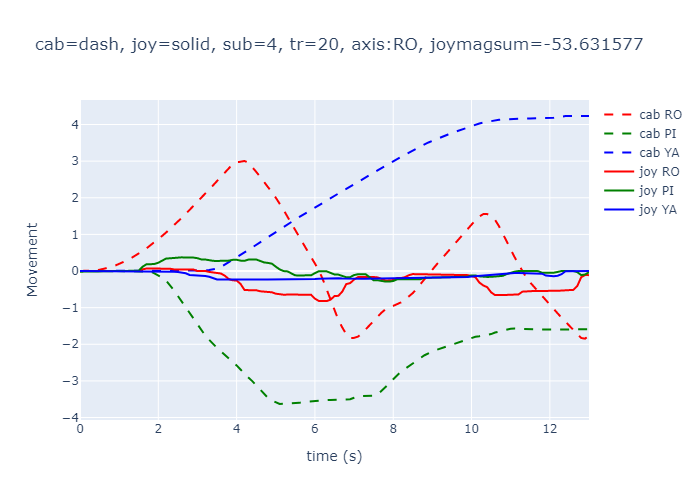 cab=dash, joy=solid, sub=4, tr=20, axis:RO, joymagsum=-53.631577
cab RO
cab PI
cab YA
joy RO
joy PI
joy YA
Movement
4
3
2
1
0
−1
−2
−3
−4
0
2
4
6
8
10
12
time (s)